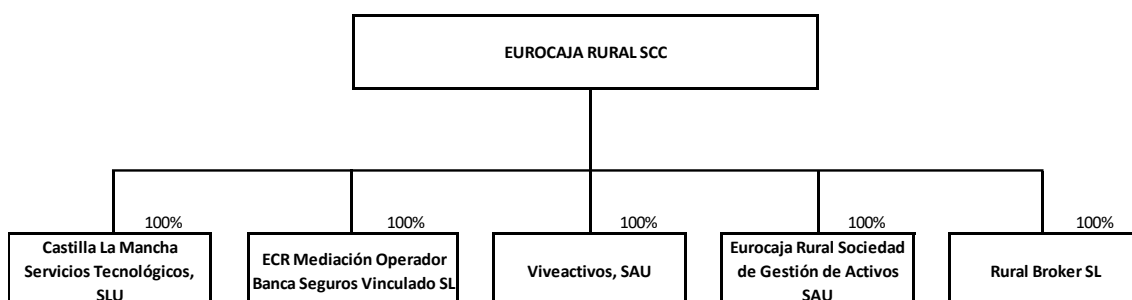 EUROCAJA RURAL SCC
100%
100%
100%
100%
100%
Castilla La Mancha
Servicios Tecnológicos,
SLU
ECR Mediación Operador
Banca Seguros Vinculado SL
Viveactivos, SAU
Eurocaja Rural Sociedad
de Gestión de Activos
SAU
Rural Broker SL